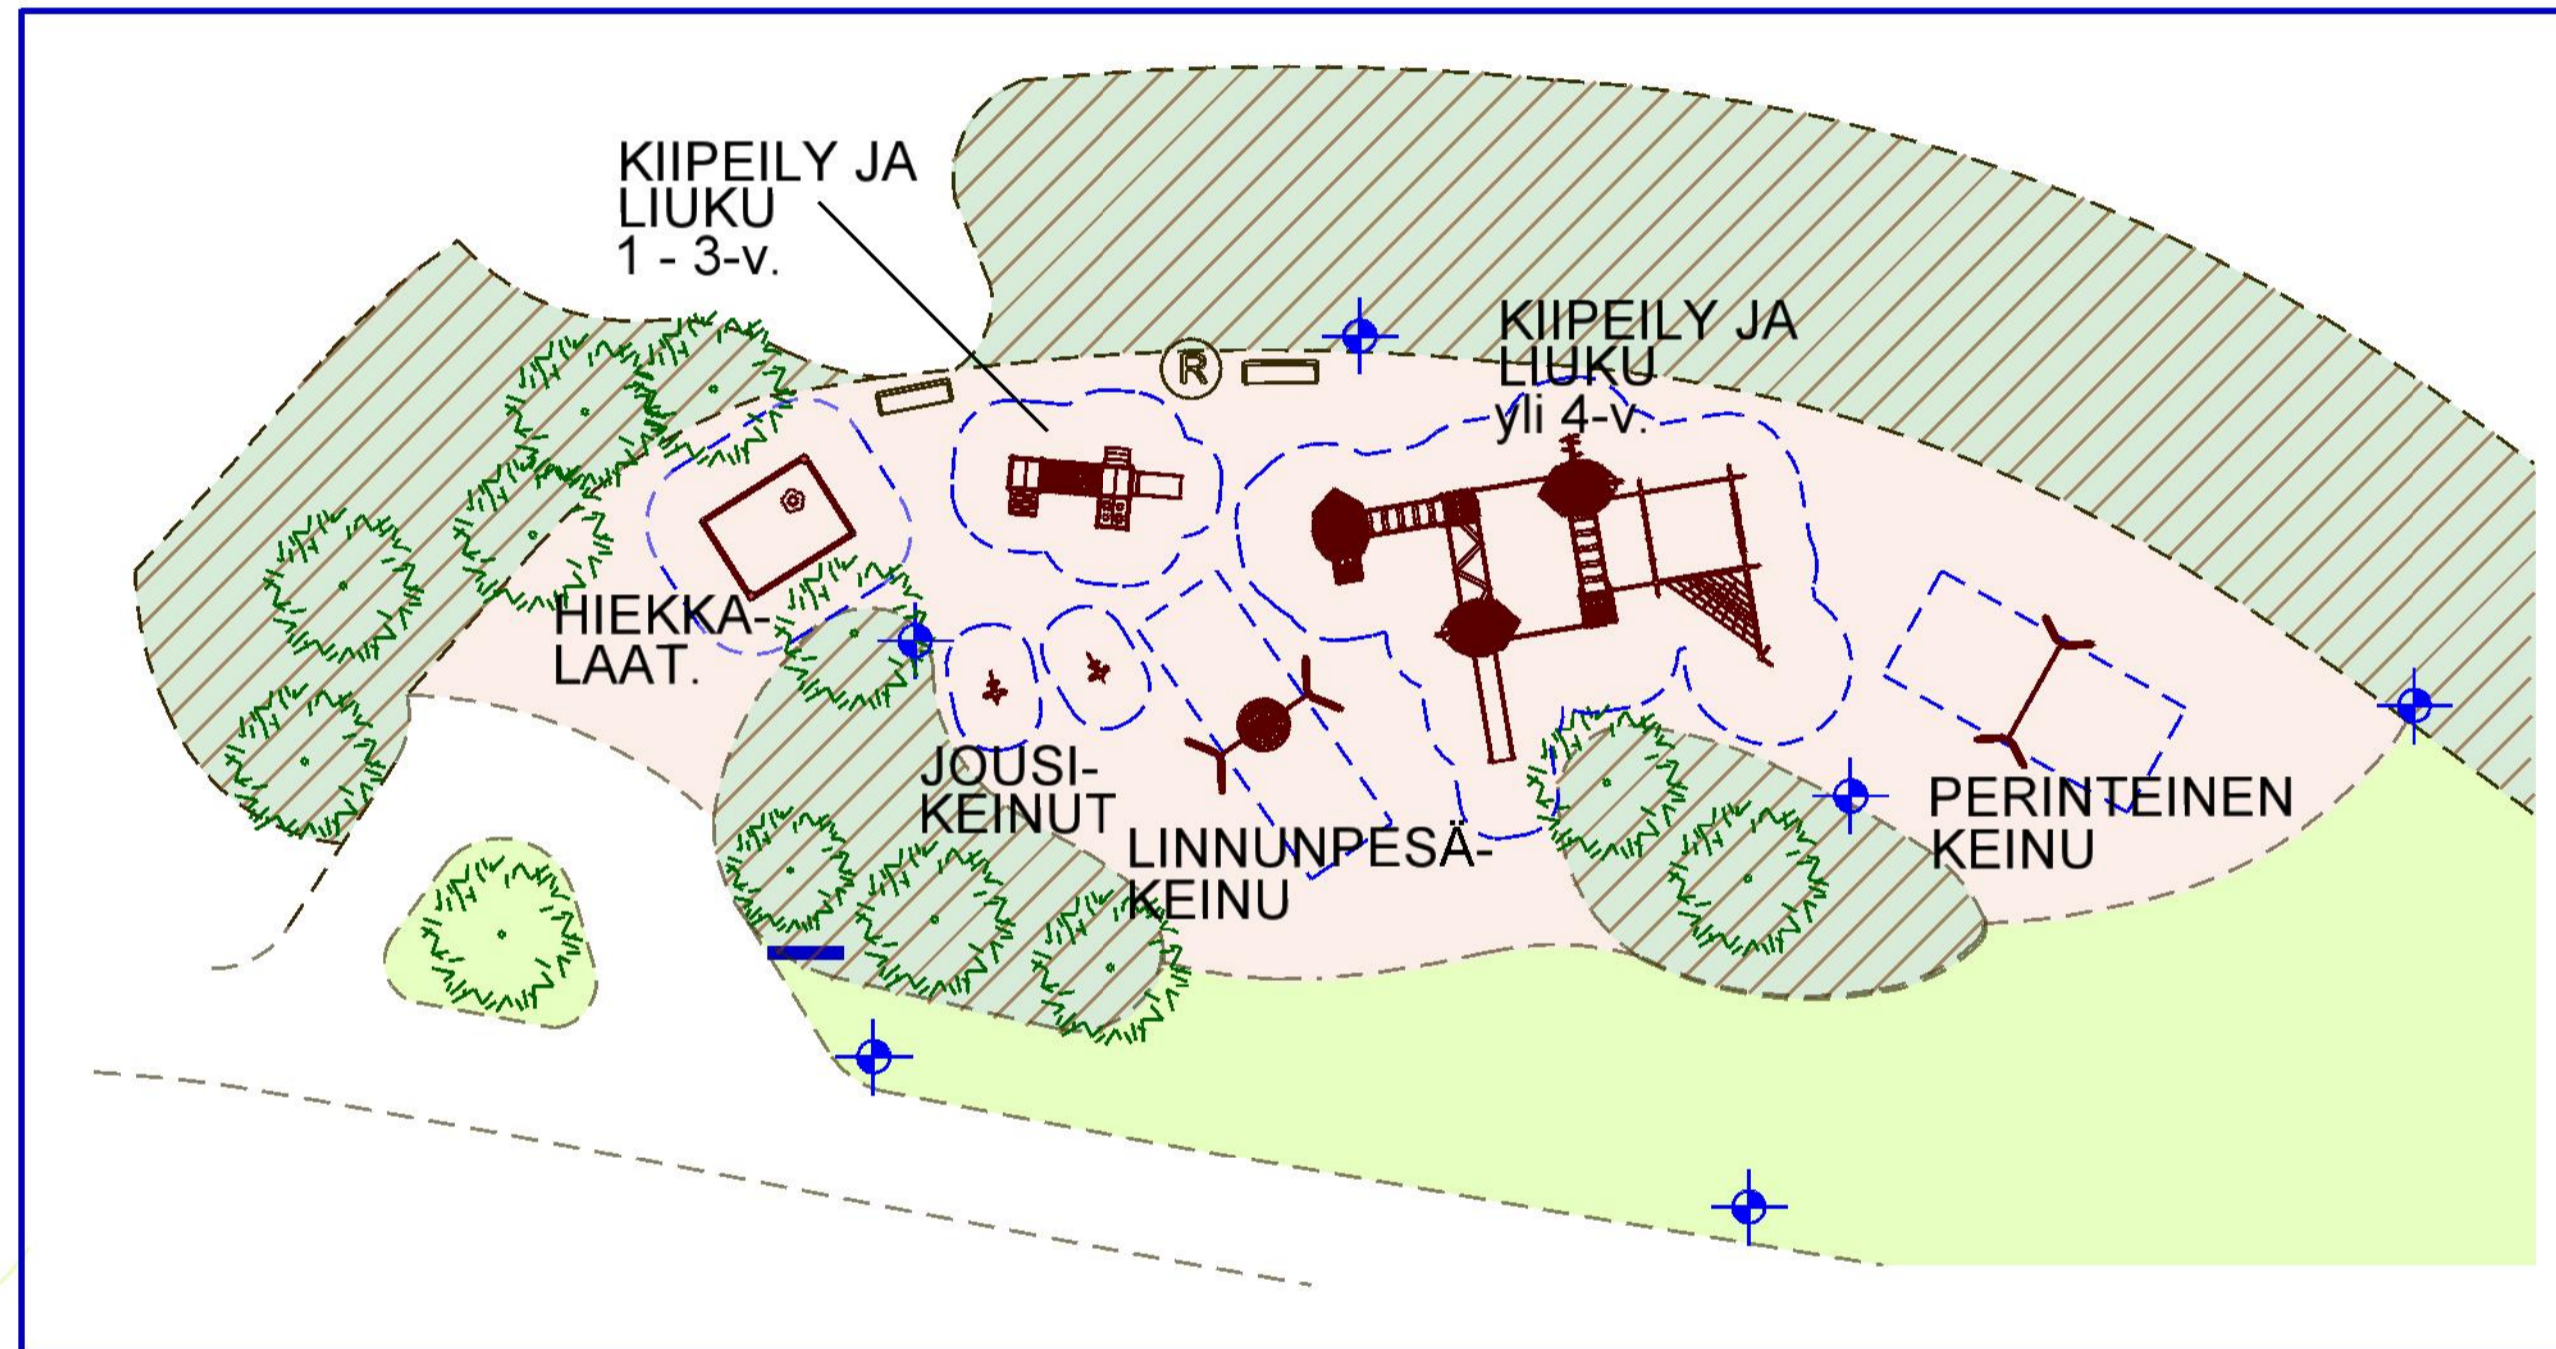 KIIPEILY JA
LIUKU
1 - 3-v.
KIIPEILY JA
LIUKU
yli 4-v.
R
HIEKKA-
LAAT.
JOUSI-
KEINUT
LINNUNPESÄ-
KEINU
PERINTEINEN
KEINU